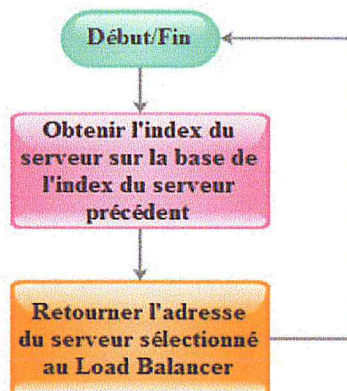 Début/Fin
Obtenir l'index du
serveur sur la base de
l'index du serveur
précédent
Retourner l'adresse
du serveur sélectionné
au Load Balancer